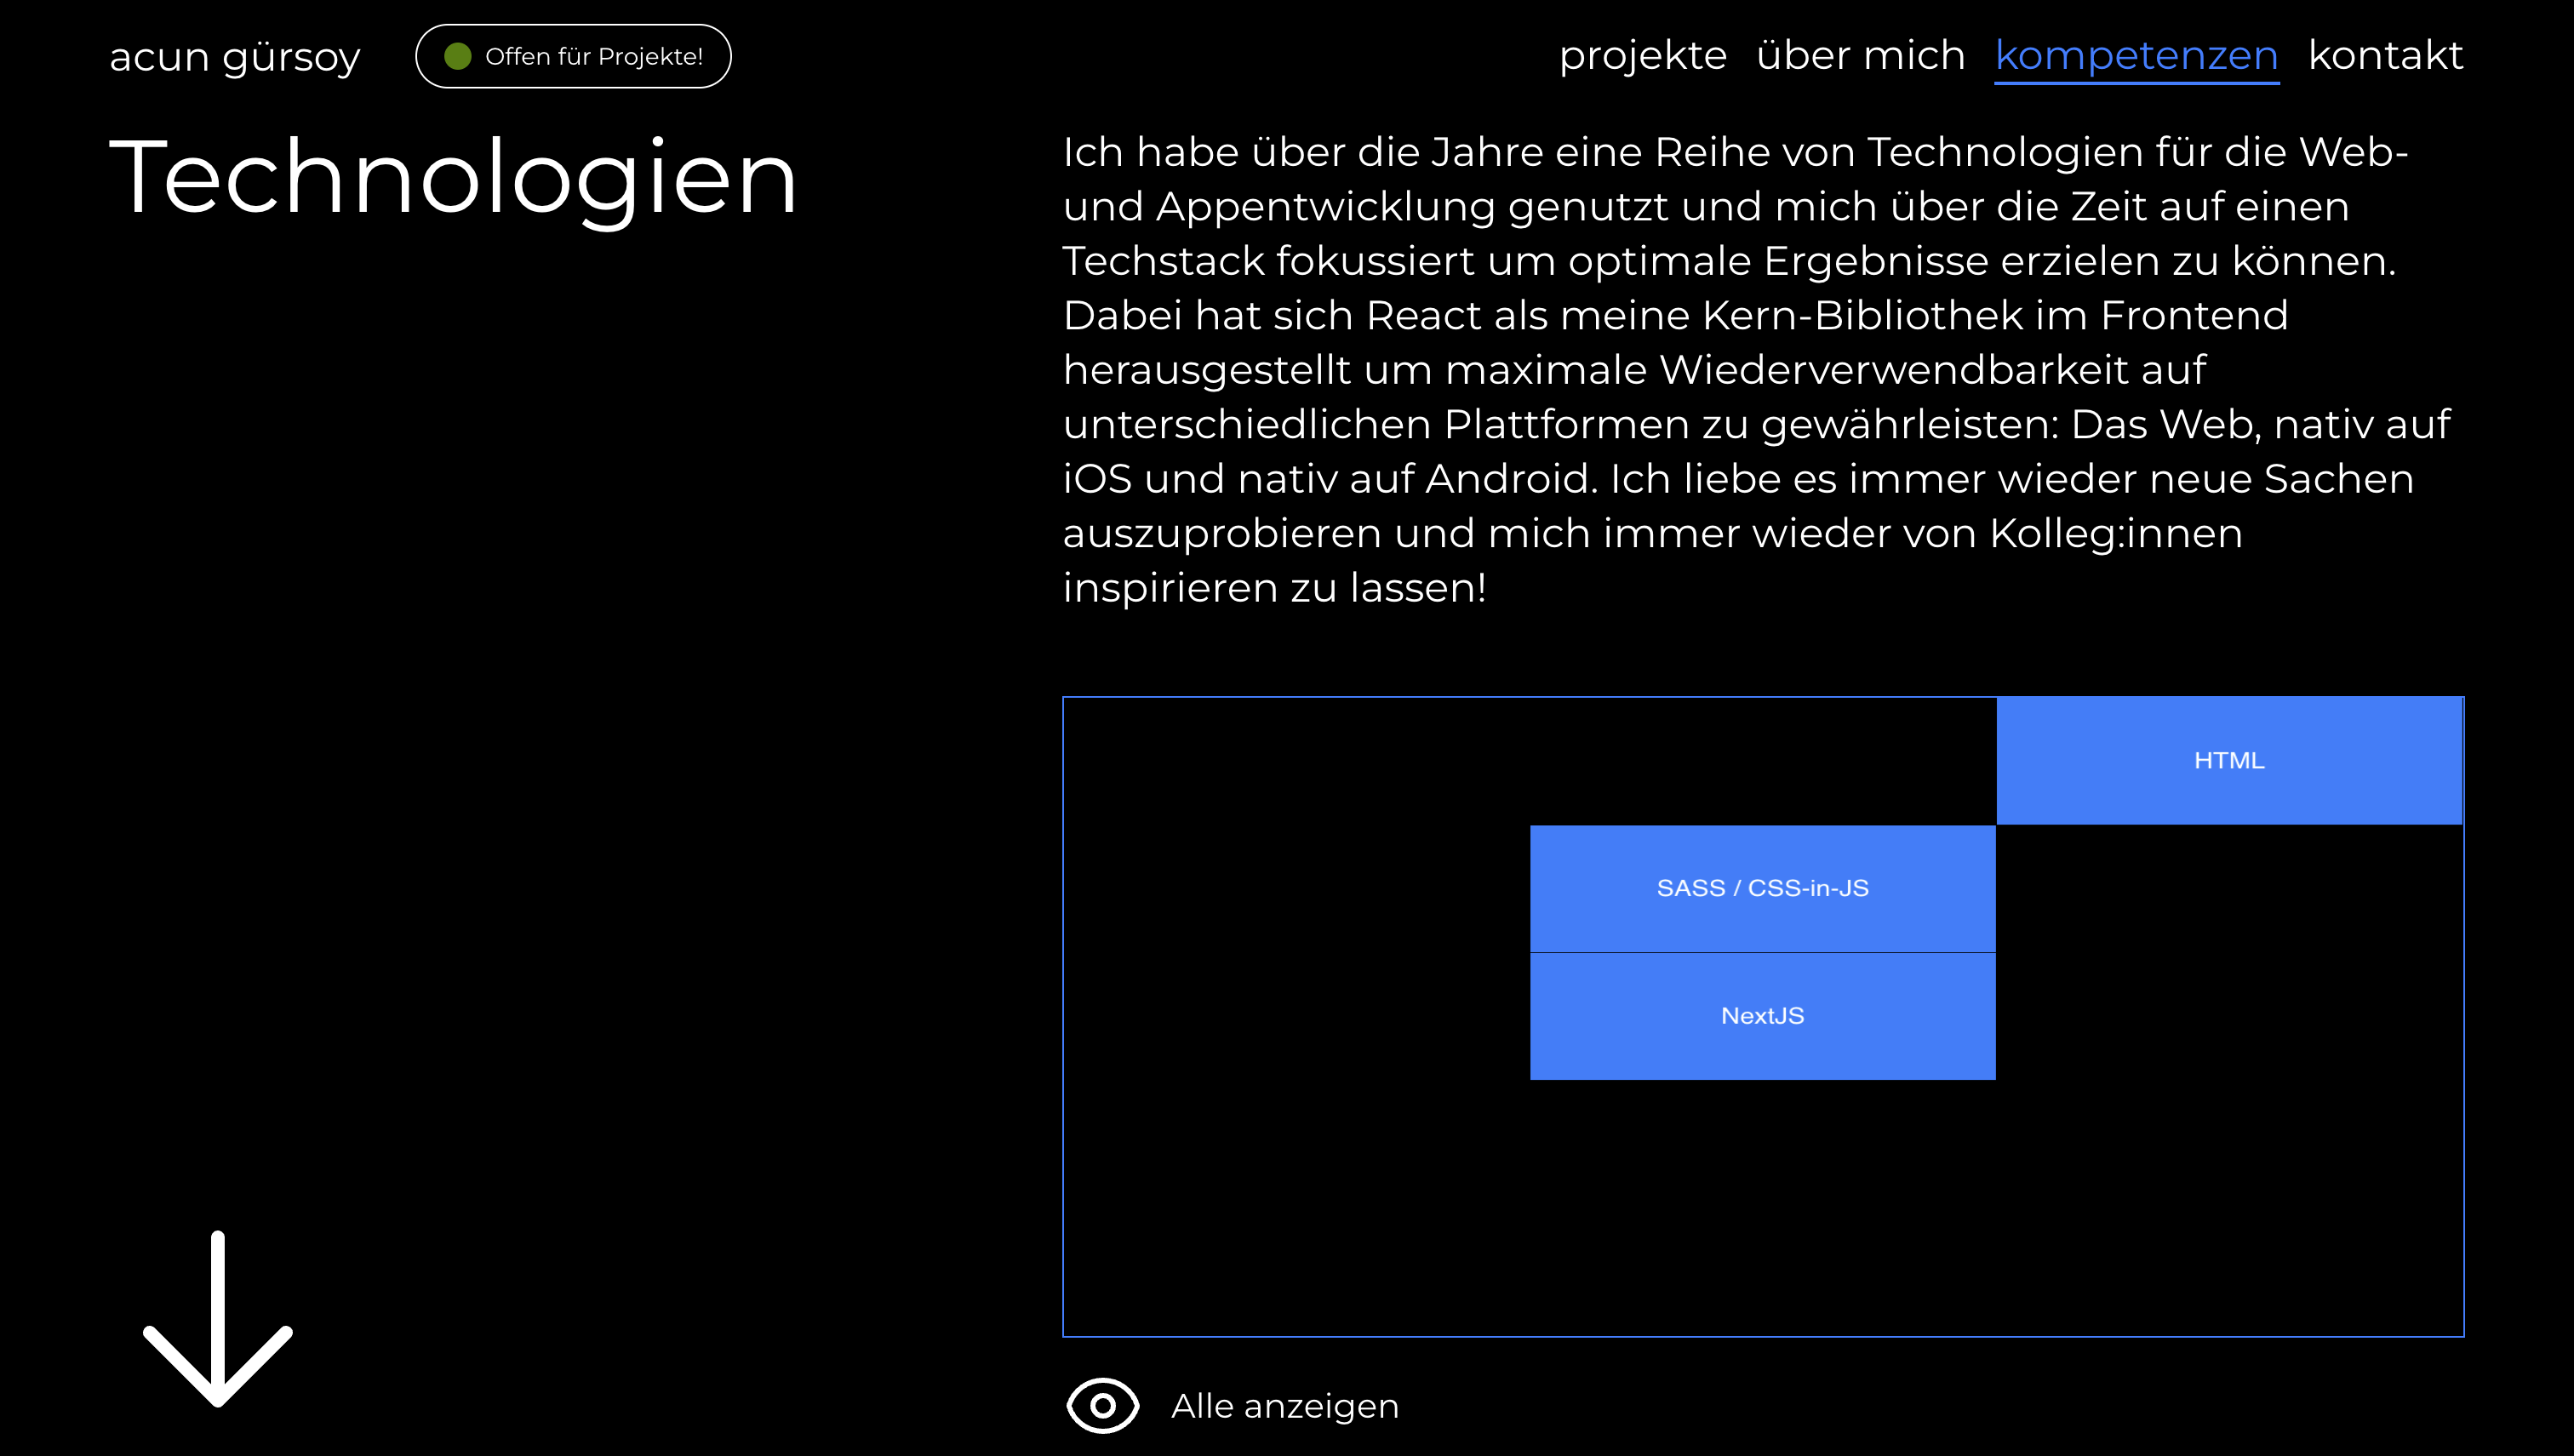 acun gürsoy
Offen für Projekte!
projekte über mich kompetenzen kontakt
Technologien
Ich habe über die Jahre eine Reihe von Technologien für die Web-
und Appentwicklung genutzt und mich über die Zeit auf einen
Techstack fokussiert um optimale Ergebnisse erzielen zu können.
Dabei hat sich React als meine Kern-Bibliothek im Frontend
herausgestellt um maximale Wiederverwendbarkeit auf
unterschiedlichen Plattformen zu gewährleisten: Das Web, nativ auf
iOS und nativ auf Android. Ich liebe es immer wieder neue Sachen
auszuprobieren und mich immer wieder von Kolleg:innen
inspirieren zu lassen!
HTML
SASS / CSS-in-JS
NextJS
Alle anzeigen